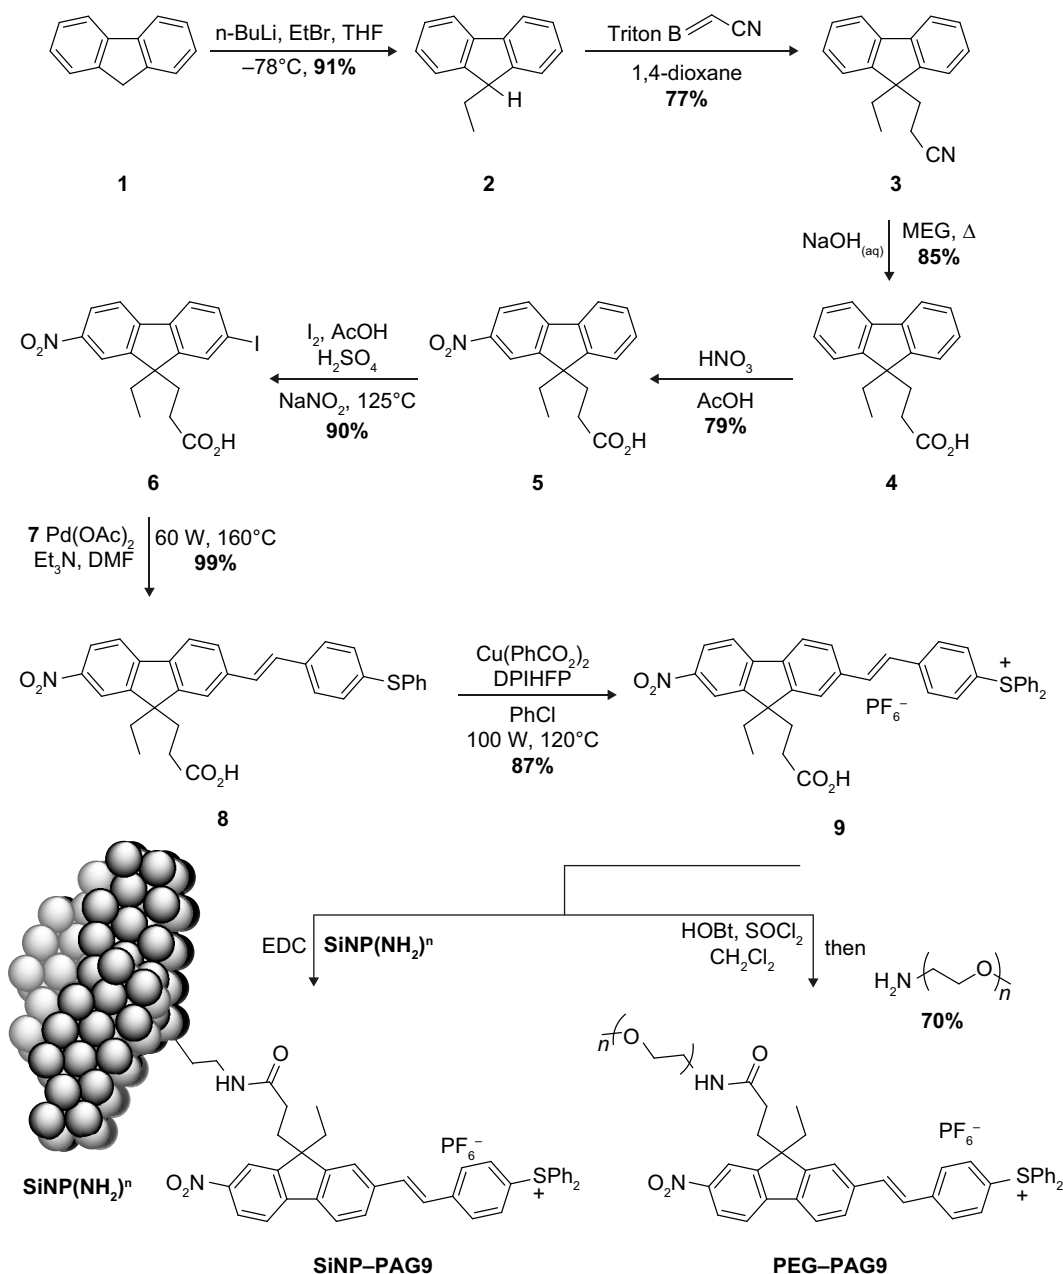 n-BuLi, EtBr, THF
–78°C, 91%
Triton B CN
1,4-dioxane
77%
H
CN
1
2
3
NaOH(aq)
MEG, Δ
85%
O₂N
I
CO₂H
I₂, AcOH
H₂SO₄
NaNO₂, 125°C
90%
O₂N
CO₂H
HNO₃
AcOH
79%
CO₂H
6
5
4
7 Pd(OAc)₂
Et₃N, DMF
60 W, 160°C
99%
O₂N
SPh
CO₂H
Cu(PhCO₂)₂
DPIHFP
PhCl
100 W, 120°C
87%
O₂N
+
SPh₂
PF₆⁻
CO₂H
8
9
EDC
SiNP(NH₂)ⁿ
HOBt, SOCl₂
CH₂Cl₂
then
H₂N ( O ) n
70%
HN
O
n ( O )
HN
O
PF₆⁻
O₂N
SPh₂
+
PF₆⁻
O₂N
SPh₂
+
SiNP(NH₂)ⁿ
SiNP–PAG9
PEG–PAG9